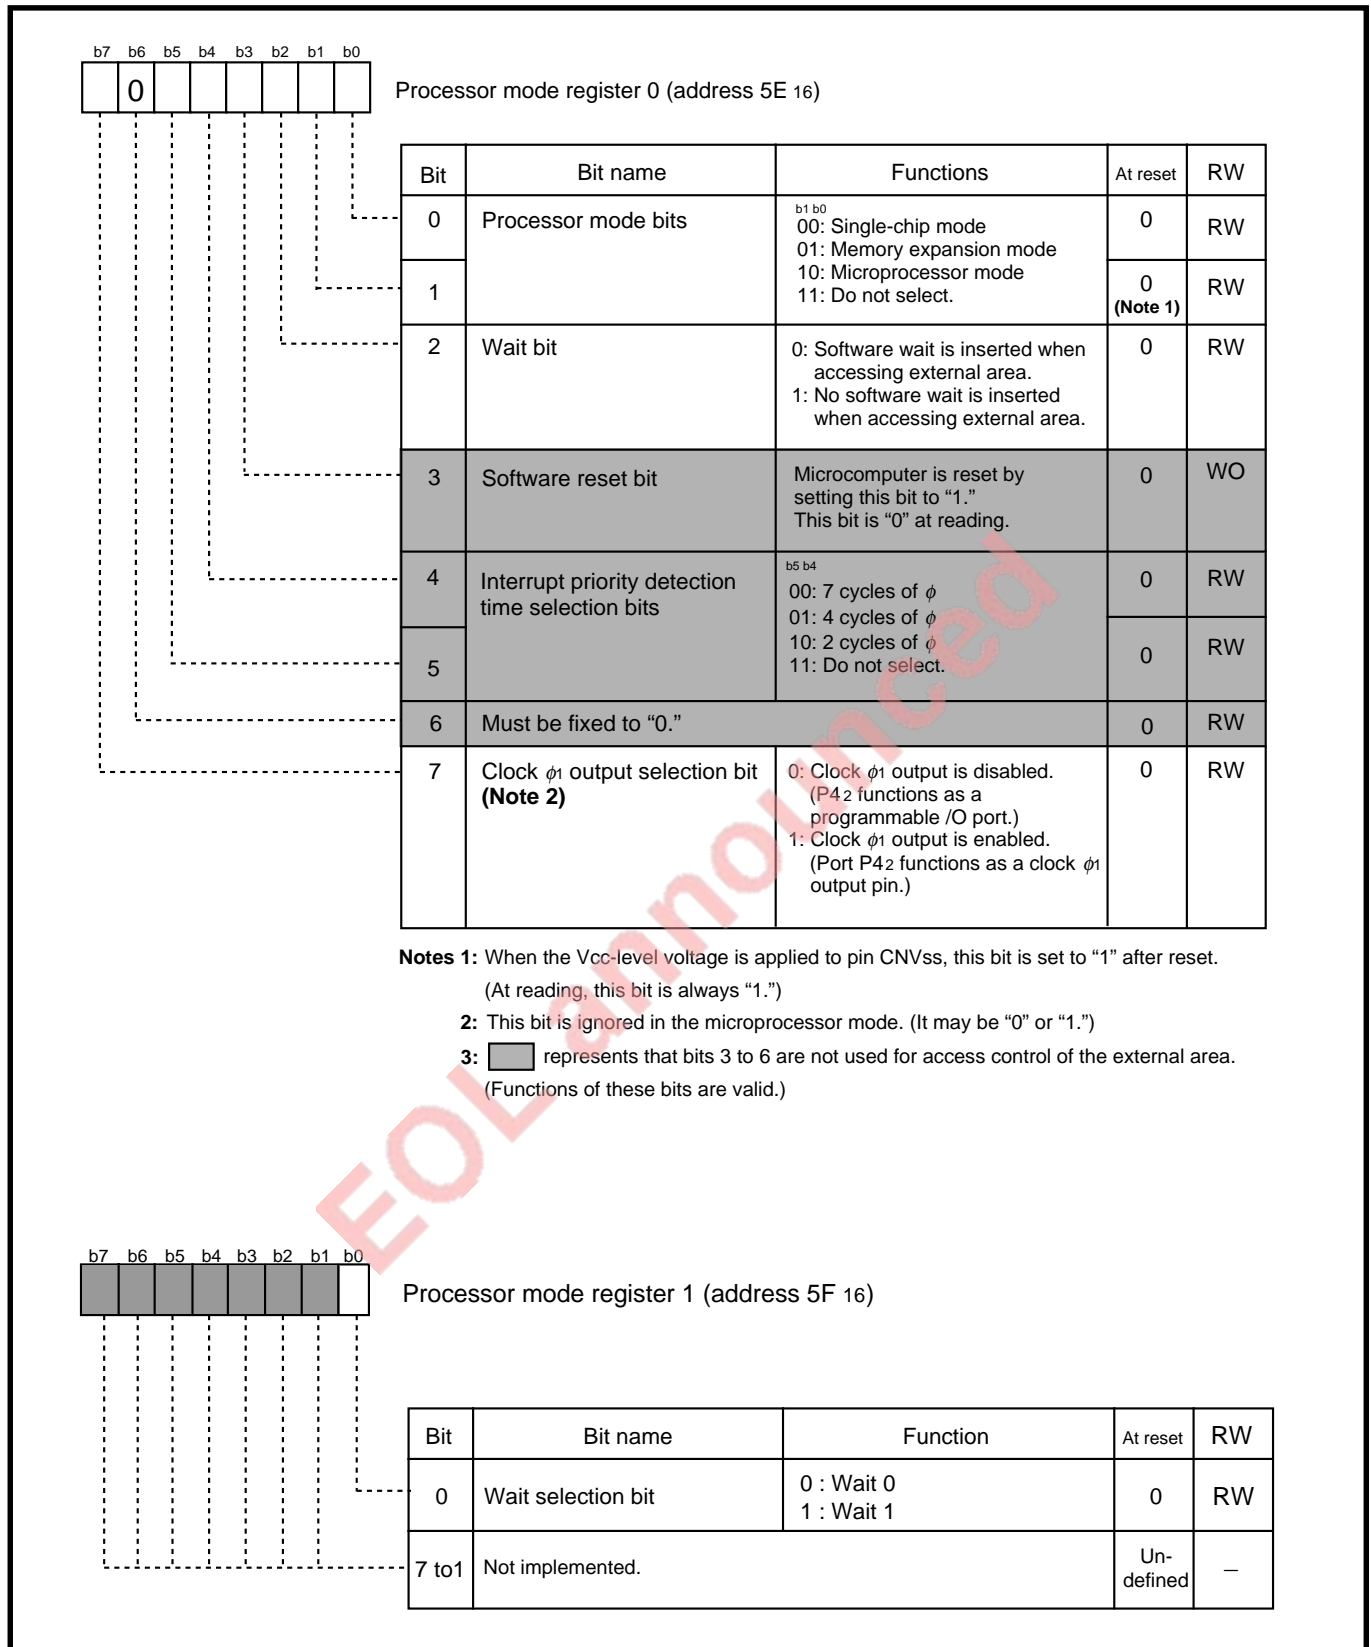 b7 b6 b5 b4 b3 b2 b1 b0
0
Processor mode register 0 (address 5E 16)
Bit Bit name Functions At reset RW
0 Processor mode bits
b1 b0
00: Single-chip mode
01: Memory expansion mode
10: Microprocessor mode
11: Do not select.
0 RW
1
0
(Note 1)
RW
2 Wait bit
0: Software wait is inserted when
accessing external area.
1: No software wait is inserted
when accessing external area.
0 RW
3 Software reset bit
Microcomputer is reset by
setting this bit to “1.”
This bit is “0” at reading.
0 WO
4
Interrupt priority detection
time selection bits
b5 b4
00: 7 cycles of ϕ
01: 4 cycles of ϕ
10: 2 cycles of ϕ
11: Do not select.
0 RW
5
0 RW
6 Must be fixed to “0.” 0 RW
7
Clock ϕ1 output selection bit
(Note 2)
0: Clock ϕ1 output is disabled.
(P42 functions as a
programmable /O port.)
1: Clock ϕ1 output is enabled.
(Port P42 functions as a clock ϕ1
output pin.)
0 RW
Notes 1: When the Vcc-level voltage is applied to pin CNVss, this bit is set to “1” after reset.
(At reading, this bit is always “1.”)
2: This bit is ignored in the microprocessor mode. (It may be “0” or “1.”)
3: represents that bits 3 to 6 are not used for access control of the external area.
(Functions of these bits are valid.)
EOL announced
b7 b6 b5 b4 b3 b2 b1 b0
Processor mode register 1 (address 5F 16)
Bit Bit name Function At reset RW
0 Wait selection bit
0 : Wait 0
1 : Wait 1
0 RW
7 to1 Not implemented.
Un-
defined
–